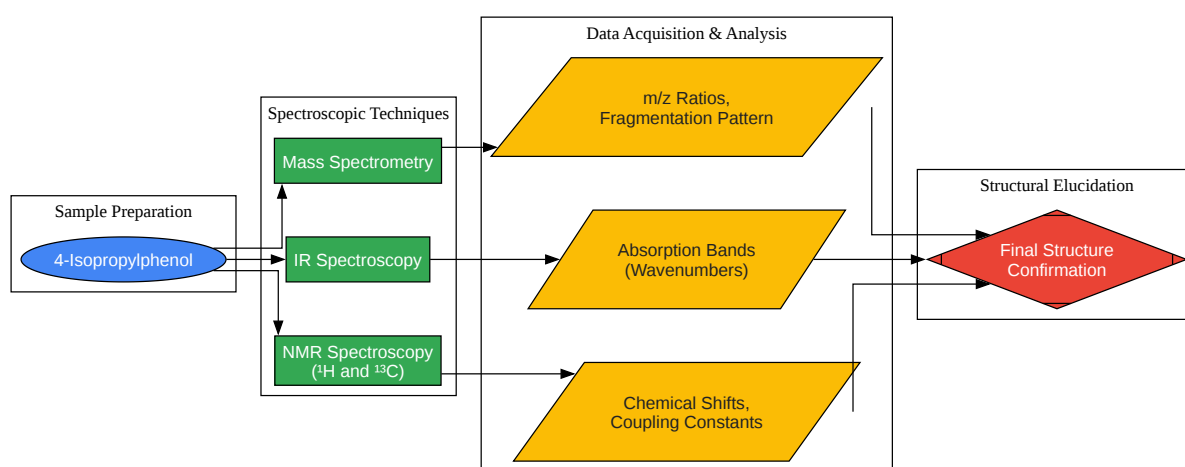 Sample Preparation
4-Isopropylphenol
Spectroscopic Techniques
Mass Spectrometry
IR Spectroscopy
NMR Spectroscopy
(¹H and ¹³C)
Data Acquisition & Analysis
m/z Ratios,
Fragmentation Pattern
Absorption Bands
(Wavenumbers)
Chemical Shifts,
Coupling Constants
Structural Elucidation
Final Structure
Confirmation